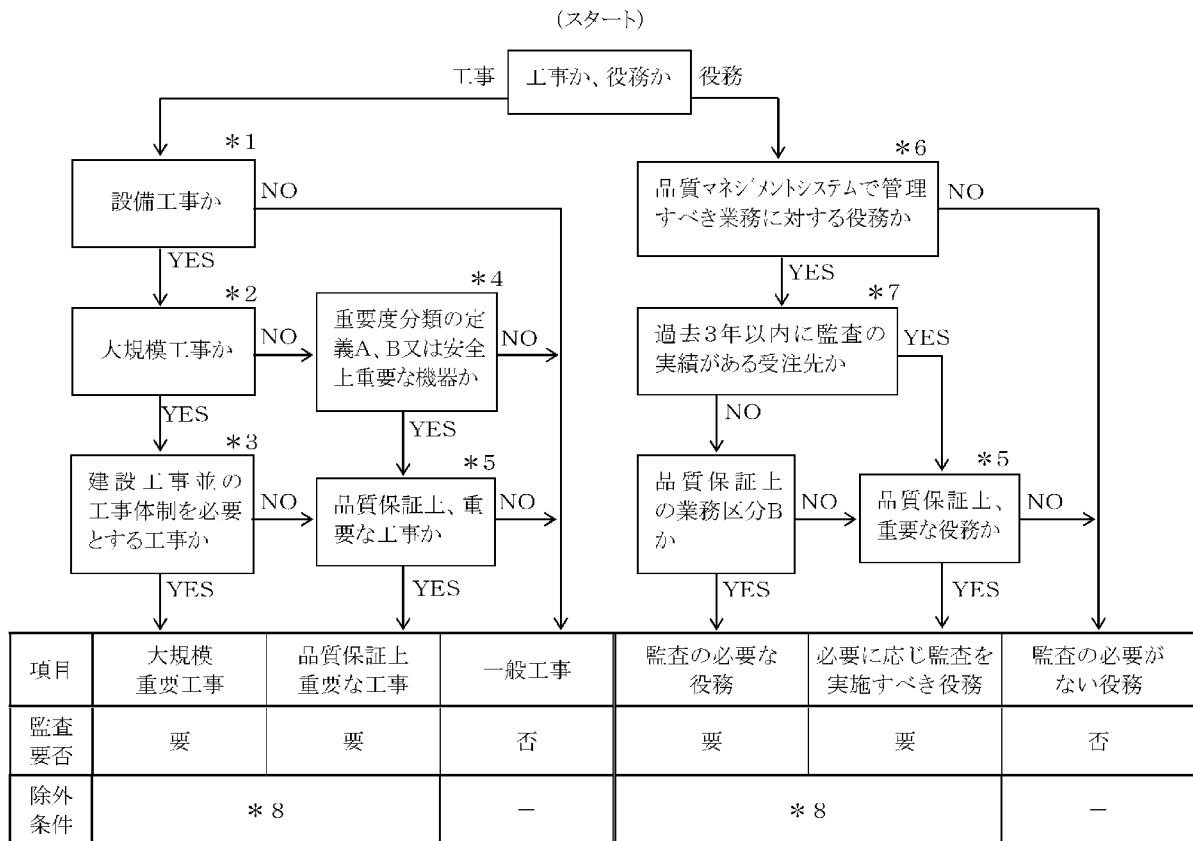 (スタート)
工事
工事か、役務か
役務
＊1
設備工事か
NO
YES
＊2
大規模工事か
NO
YES
＊4
重要度分類の定
義A、B又は安全
上重要な機器か
NO
YES
＊3
建設工事並の
工事体制を必要
とする工事か
NO
YES
＊5
品質保証上、重
要な工事か
NO
YES
＊6
品質マネジメントシステムで管理
すべき業務に対する役務か
NO
YES
＊7
過去3年以内に監査の
実績がある受注先か
YES
NO
品質保証上
の業務区分B
か
NO
YES
＊5
品質保証上、
重要な役務か
NO
YES
項目
大規模
重要工事
品質保証上
重要な工事
一般工事
監査の必要な
役務
必要に応じ監査を
実施すべき役務
監査の必要が
ない役務
監査
要否
要
要
否
要
要
否
除外
条件
＊8
－
＊8
－